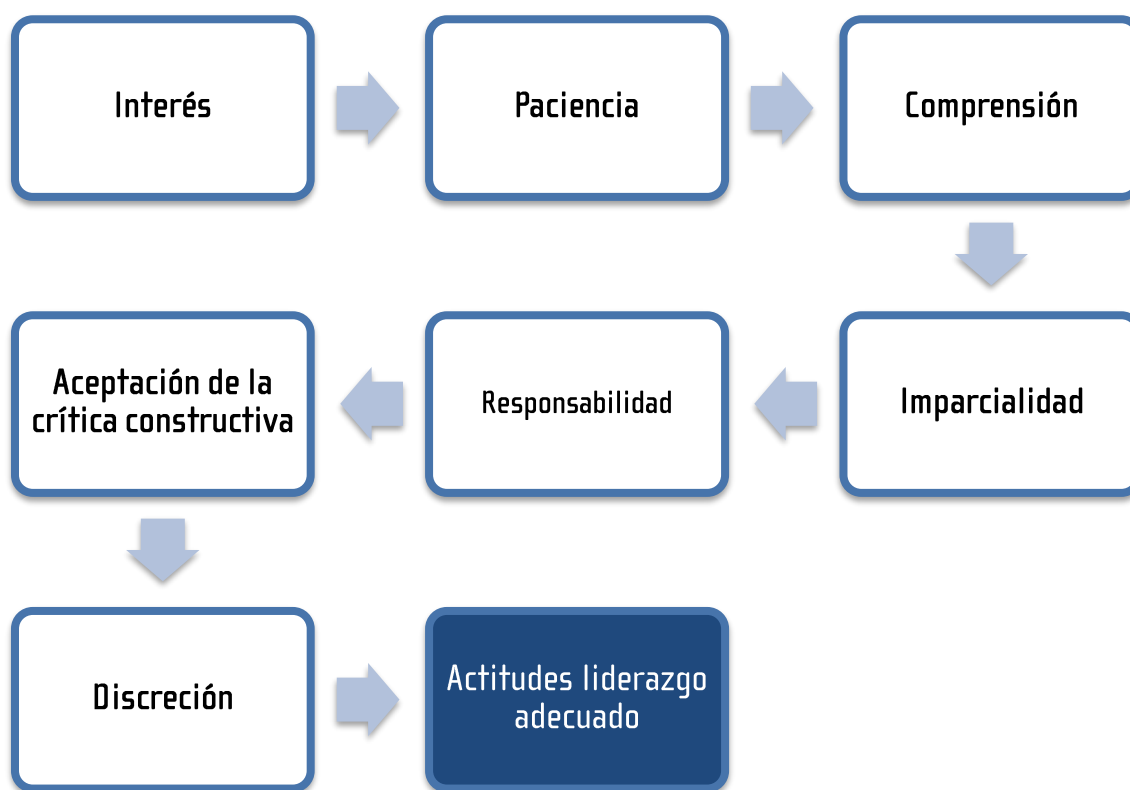 Interés
Paciencia
Comprensión
Imparcialidad
Responsabilidad
Aceptación de la
crítica constructiva
Discreción
Actitudes liderazgo
adecuado